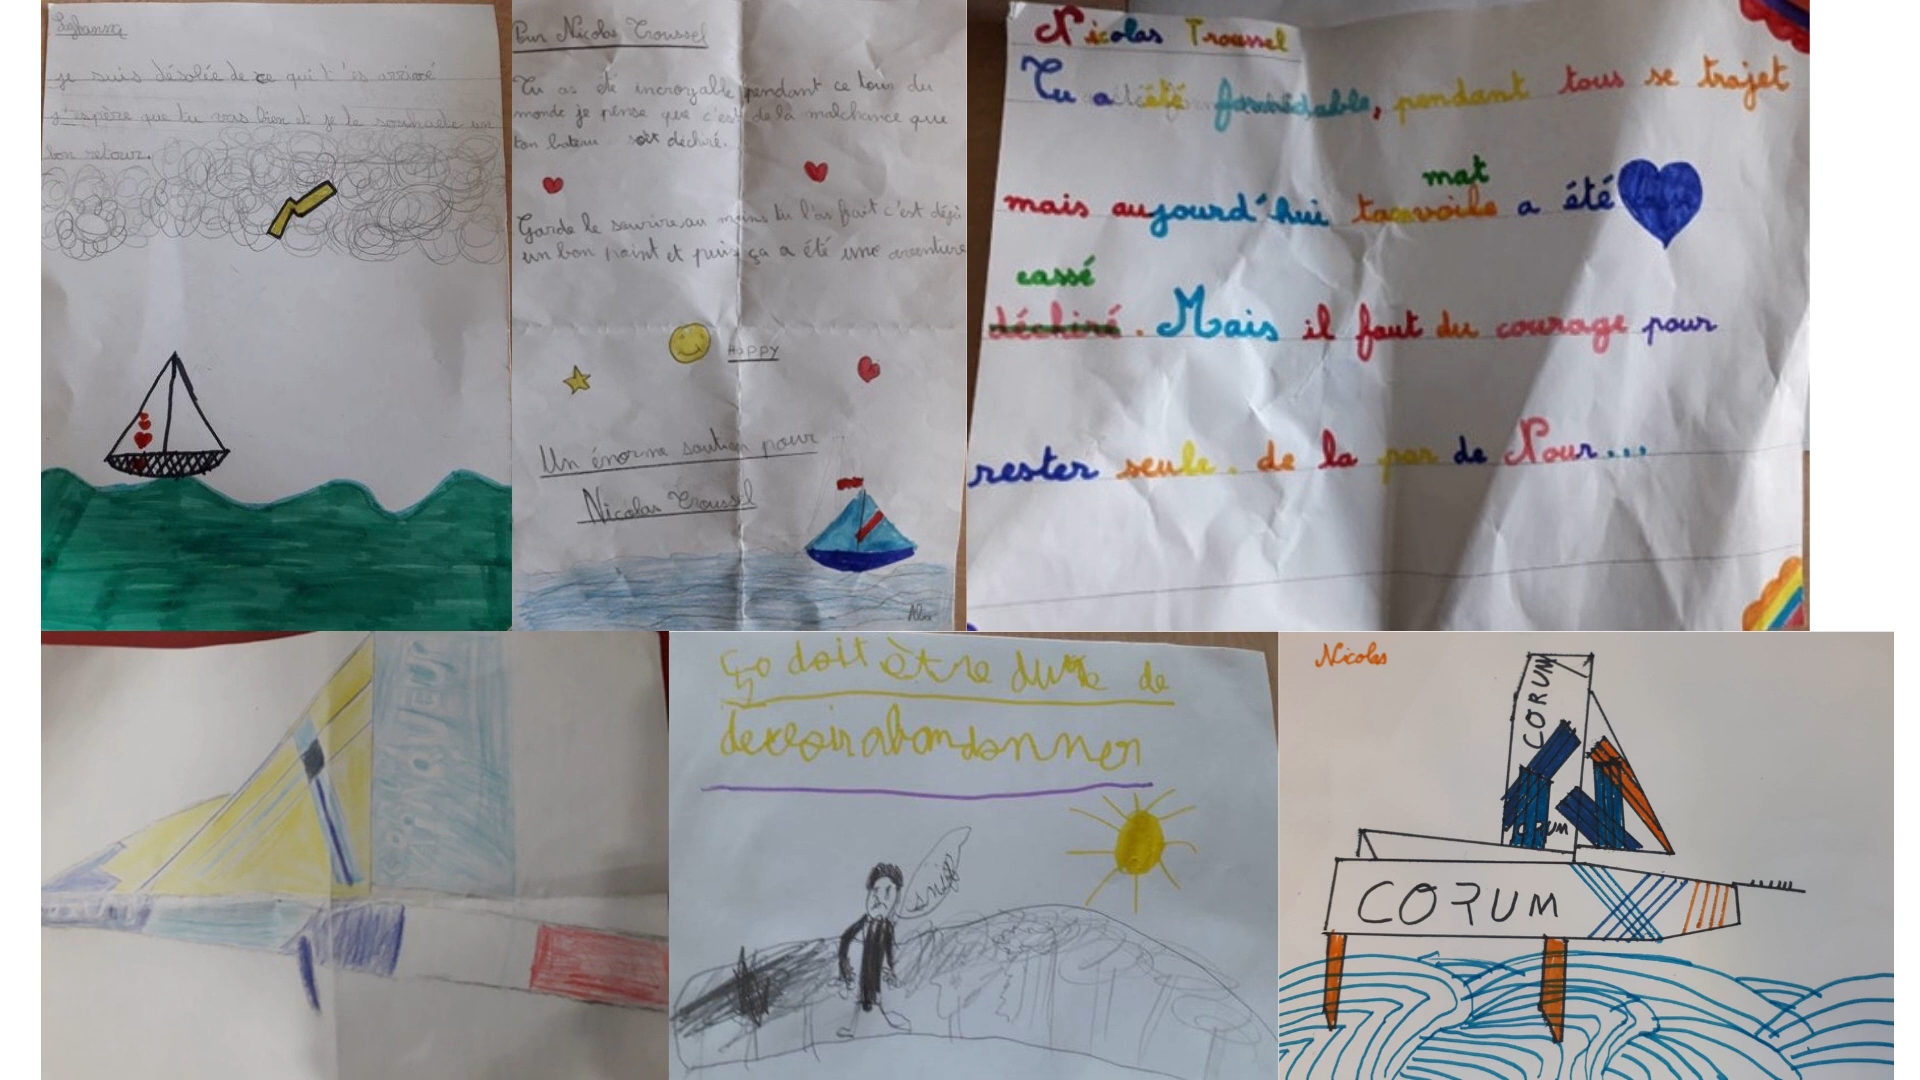 je suis désolée de ce qui t'es arrivé
j'espère que tu vas bien et je te souhaite un
bon retour.
Pour Nicolas Troussel
Tu as été incroyable pendant ce tour du
monde je pense que c'est de la malchance que
ton bateau soit déchiré.
Garde le sourire, au moins tu l'as fait c'est déjà
un bon point et puis ça a été une aventure
HAPPY
Un énorme soutien pour
Nicolas Troussel
Nicolas Troussel
Tu a été formidable, pendant tous se trajet
mat
mais aujourd'hui ta voile a été
cassé
déchiré. Mais il faut du courage pour
rester seule. de la par de Nour...
Ça doit être dure de
devoir abandonner
snif
Nicolas
CORUM
CORUM
CORUM